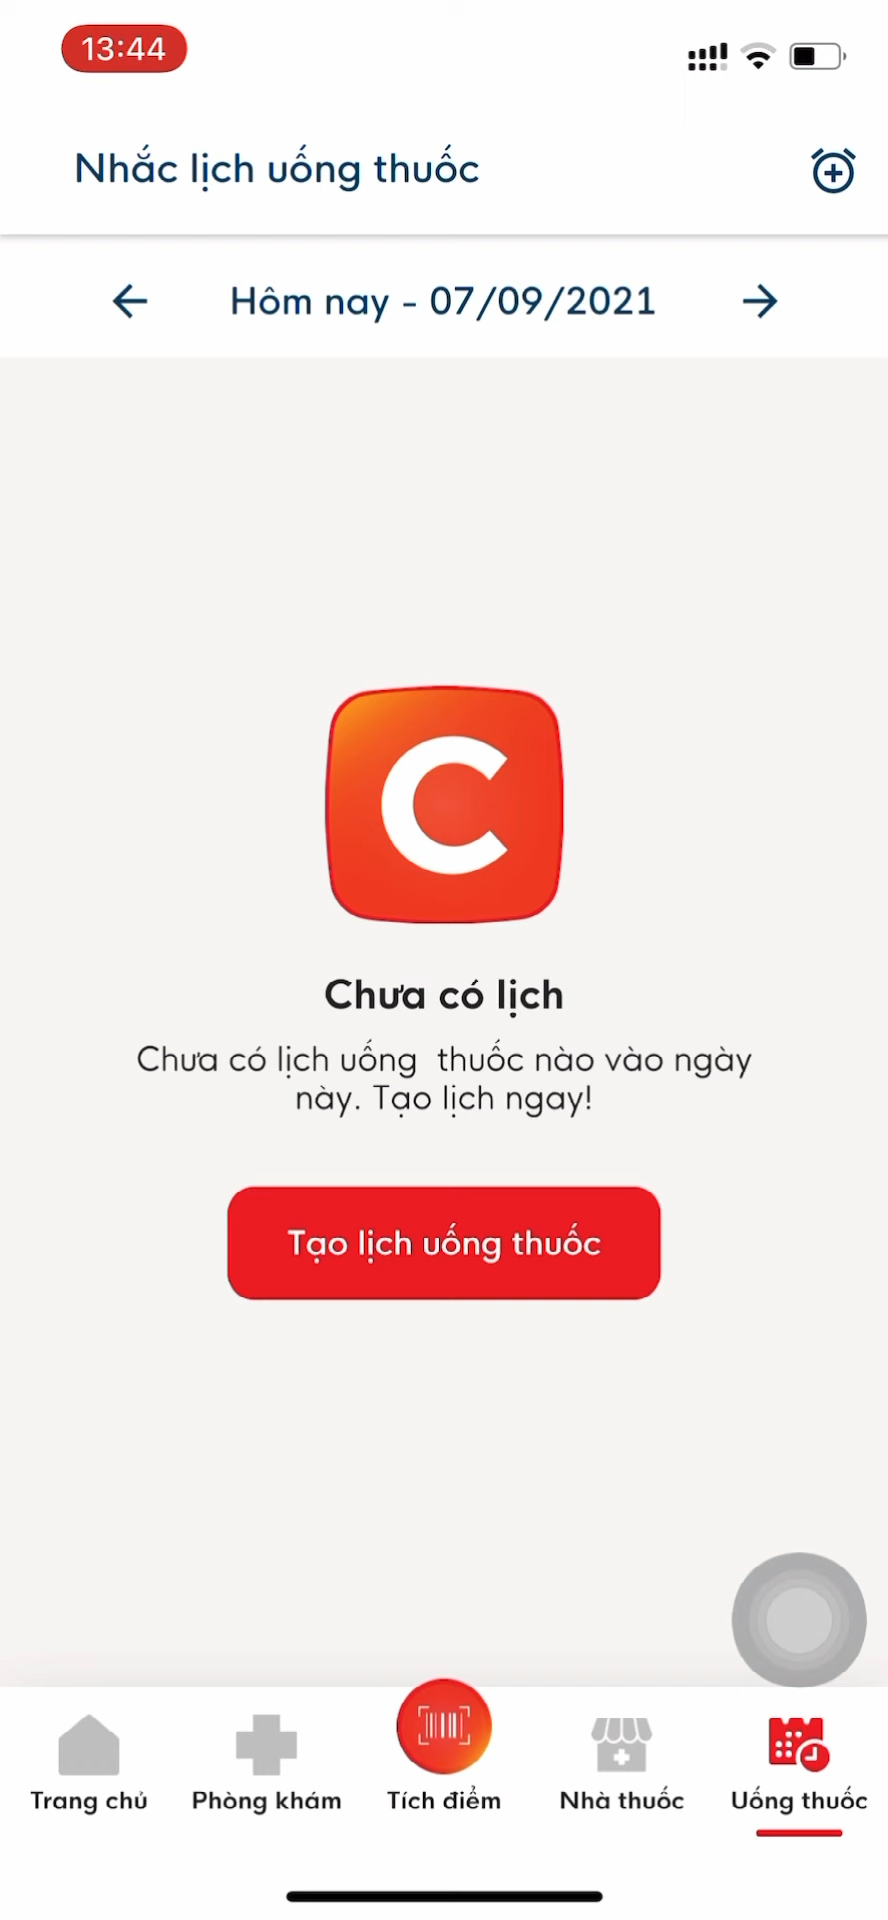 13:44
Nhắc lịch uống thuốc
Hôm nay - 07/09/2021
C
Chưa có lịch
Chưa có lịch uống thuốc nào vào ngày
này. Tạo lịch ngay!
Tạo lịch uống thuốc
Trang chủ
Phòng khám
Tích điểm
Nhà thuốc
Uống thuốc